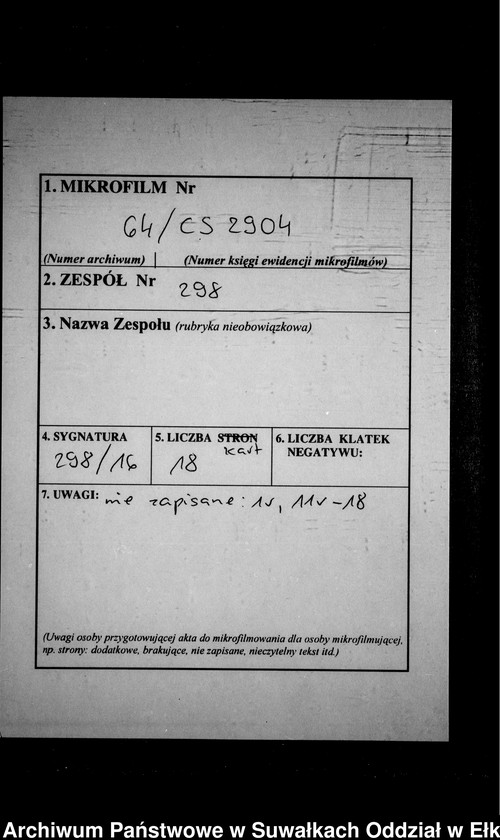 1. MIKROFILM Nr
64/CS 2904
(Numer archiwum) | (Numer księgi ewidencji mikrofilmów)
2. ZESPÓŁ Nr 298
3. Nazwa Zespołu (rubryka nieobowiązkowa)
4. SYGNATURA
298/16
5. LICZBA STRON
kart
18
6. LICZBA KLATEK
NEGATYWU:
7. UWAGI: nie zapisane: 1v, 11v-18
(Uwagi osoby przygotowującej akta do mikrofilmowania dla osoby mikrofilmującej,
np. strony: dodatkowe, brakujące, nie zapisane, nieczytelny tekst itd.)
Archiwum Państwowe w Suwałkach Oddział w Ełk